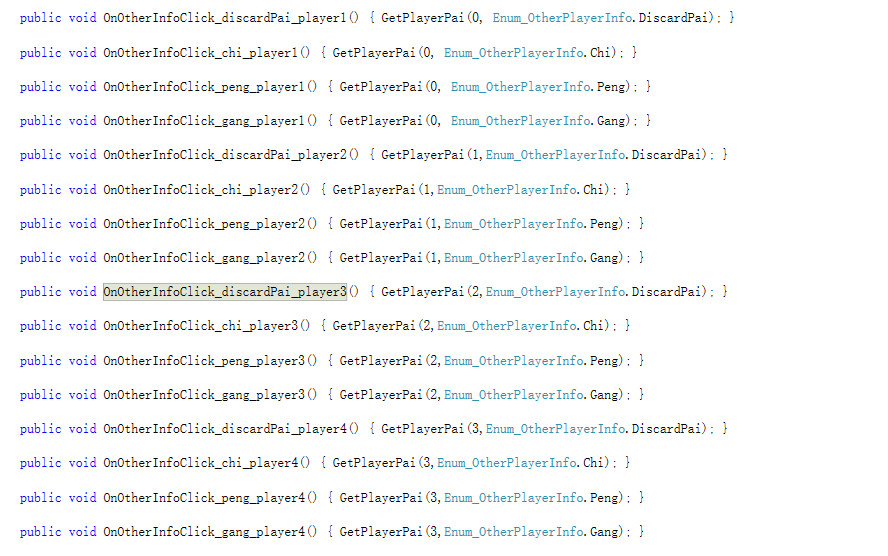 public void OnOtherInfoClick_discardPai_player1() { GetPlayerPai(0, Enum_OtherPlayerInfo.DiscardPai); }
public void OnOtherInfoClick_chi_player1() { GetPlayerPai(0, Enum_OtherPlayerInfo.Chi); }
public void OnOtherInfoClick_peng_player1() { GetPlayerPai(0, Enum_OtherPlayerInfo.Peng); }
public void OnOtherInfoClick_gang_player1() { GetPlayerPai(0, Enum_OtherPlayerInfo.Gang); }
public void OnOtherInfoClick_discardPai_player2() { GetPlayerPai(1,Enum_OtherPlayerInfo.DiscardPai); }
public void OnOtherInfoClick_chi_player2() { GetPlayerPai(1,Enum_OtherPlayerInfo.Chi); }
public void OnOtherInfoClick_peng_player2() { GetPlayerPai(1,Enum_OtherPlayerInfo.Peng); }
public void OnOtherInfoClick_gang_player2() { GetPlayerPai(1,Enum_OtherPlayerInfo.Gang); }
public void OnOtherInfoClick_discardPai_player3() { GetPlayerPai(2,Enum_OtherPlayerInfo.DiscardPai); }
public void OnOtherInfoClick_chi_player3() { GetPlayerPai(2,Enum_OtherPlayerInfo.Chi); }
public void OnOtherInfoClick_peng_player3() { GetPlayerPai(2,Enum_OtherPlayerInfo.Peng); }
public void OnOtherInfoClick_gang_player3() { GetPlayerPai(2,Enum_OtherPlayerInfo.Gang); }
public void OnOtherInfoClick_discardPai_player4() { GetPlayerPai(3,Enum_OtherPlayerInfo.DiscardPai); }
public void OnOtherInfoClick_chi_player4() { GetPlayerPai(3,Enum_OtherPlayerInfo.Chi); }
public void OnOtherInfoClick_peng_player4() { GetPlayerPai(3,Enum_OtherPlayerInfo.Peng); }
public void OnOtherInfoClick_gang_player4() { GetPlayerPai(3,Enum_OtherPlayerInfo.Gang); }